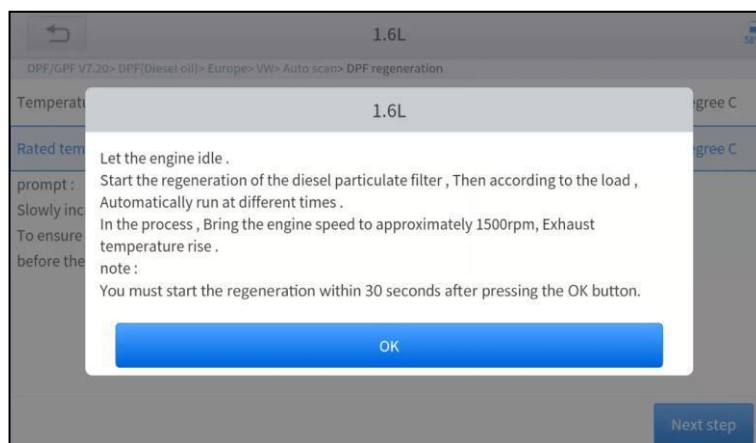 1.6L
DPF/GPF V7.20> DPF(Diesel oil)> Europe> VW> Auto scan> DPF regeneration
egree C
1.6L
Rated tem
egree C
Let the engine idle .
prompt :
Start the regeneration of the diesel particulate filter , Then according to the load ,
Slowly inc
Automatically run at different times .
To ensure
In the process , Bring the engine speed to approximately 1500rpm, Exhaust
before the
temperature rise .
note :
You must start the regeneration within 30 seconds after pressing the OK button.
OK
Next step